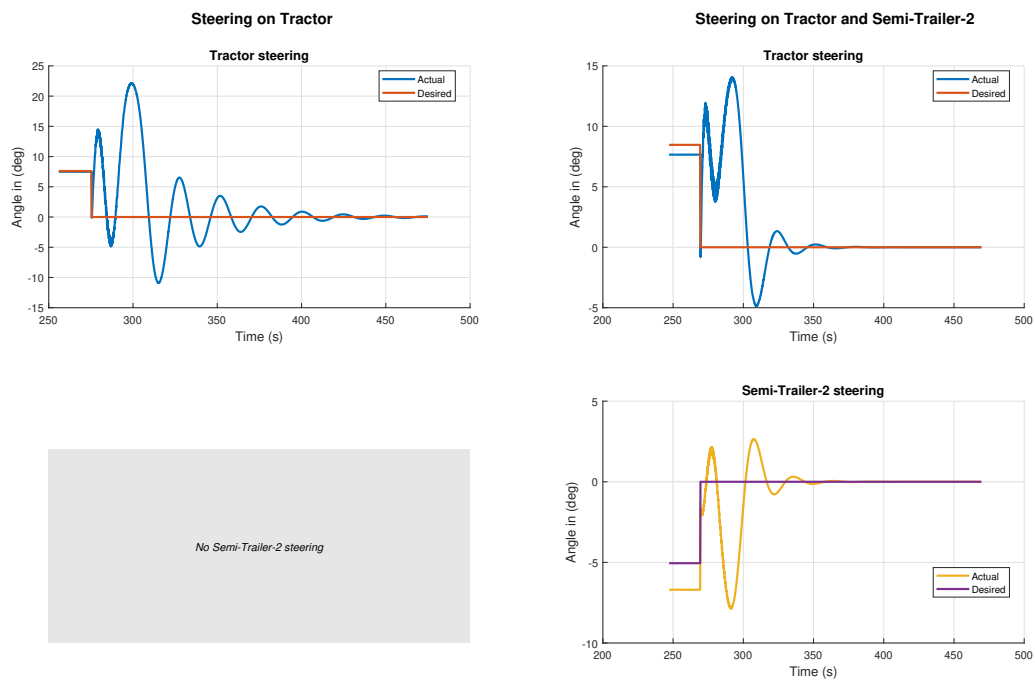 Steering on Tractor
Tractor steering
25
20
15
10
5
0
-5
-10
-15
250
300
350
400
450
500
Angle in (deg)
Time (s)
Actual
Desired
No Semi-Trailer-2 steering
Steering on Tractor and Semi-Trailer-2
Tractor steering
15
10
5
0
-5
200
250
300
350
400
450
500
Angle in (deg)
Time (s)
Actual
Desired
Semi-Trailer-2 steering
5
0
-5
-10
200
250
300
350
400
450
500
Angle in (deg)
Time (s)
Actual
Desired